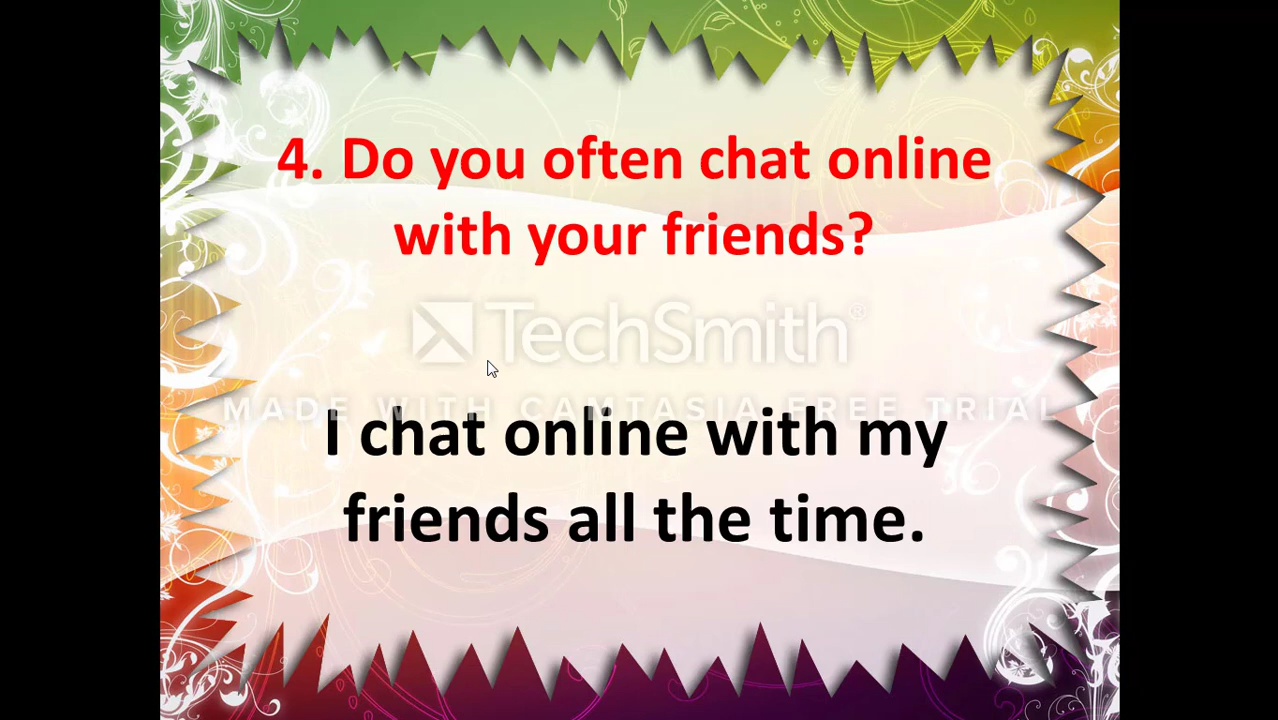 4. Do you often chat online
with your friends?
TechSmith®
MADE WITH CAMTASIA FREE TRIAL
I chat online with my
friends all the time.